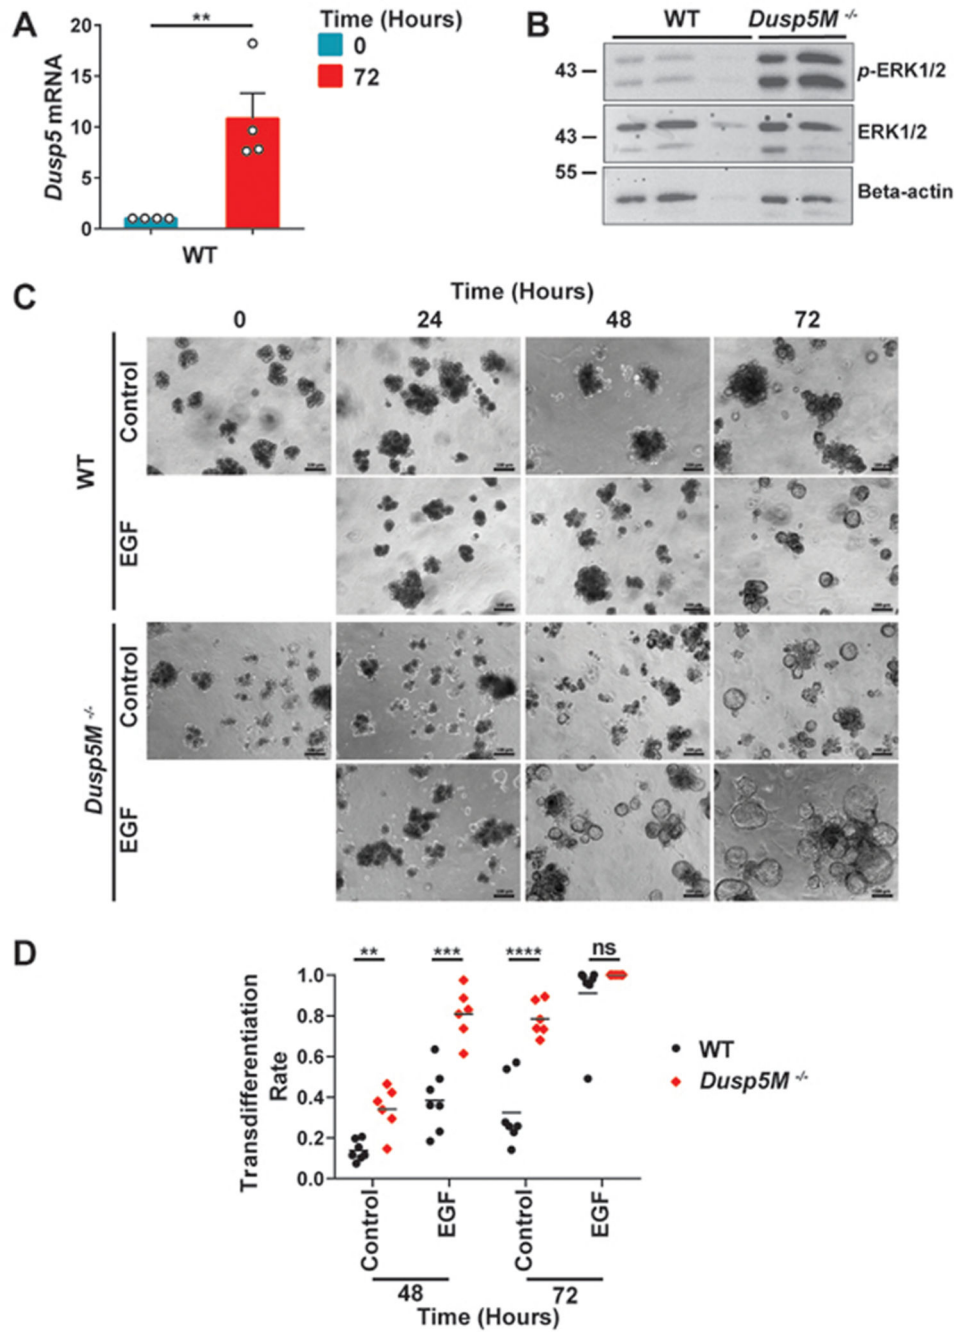 A
20
15
10
5
0
Dusp5 mRNA
**
WT
Time (Hours)
0
72
B
WT Dusp5M -/-
43
p-ERK1/2
43
ERK1/2
55
Beta-actin
C
Time (Hours)
0 24 48 72
WT
Control
EGF
Dusp5M -/-
Control
EGF
D
** *** **** ns
Transdifferentiation
Rate
1.0
0.8
0.6
0.4
0.2
0.0
WT
Dusp5M -/-
Control EGF Control EGF
48 72
Time (Hours)